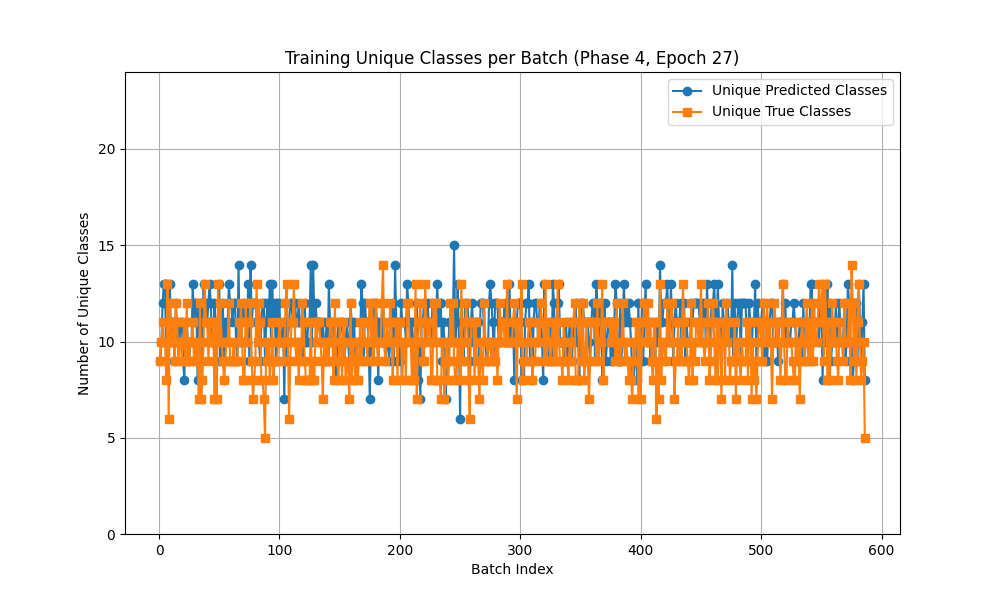 Training Unique Classes per Batch (Phase 4, Epoch 27)
Unique Predicted Classes
Unique True Classes
Number of Unique Classes
20
15
10
5
0
0 100 200 300 400 500 600
Batch Index